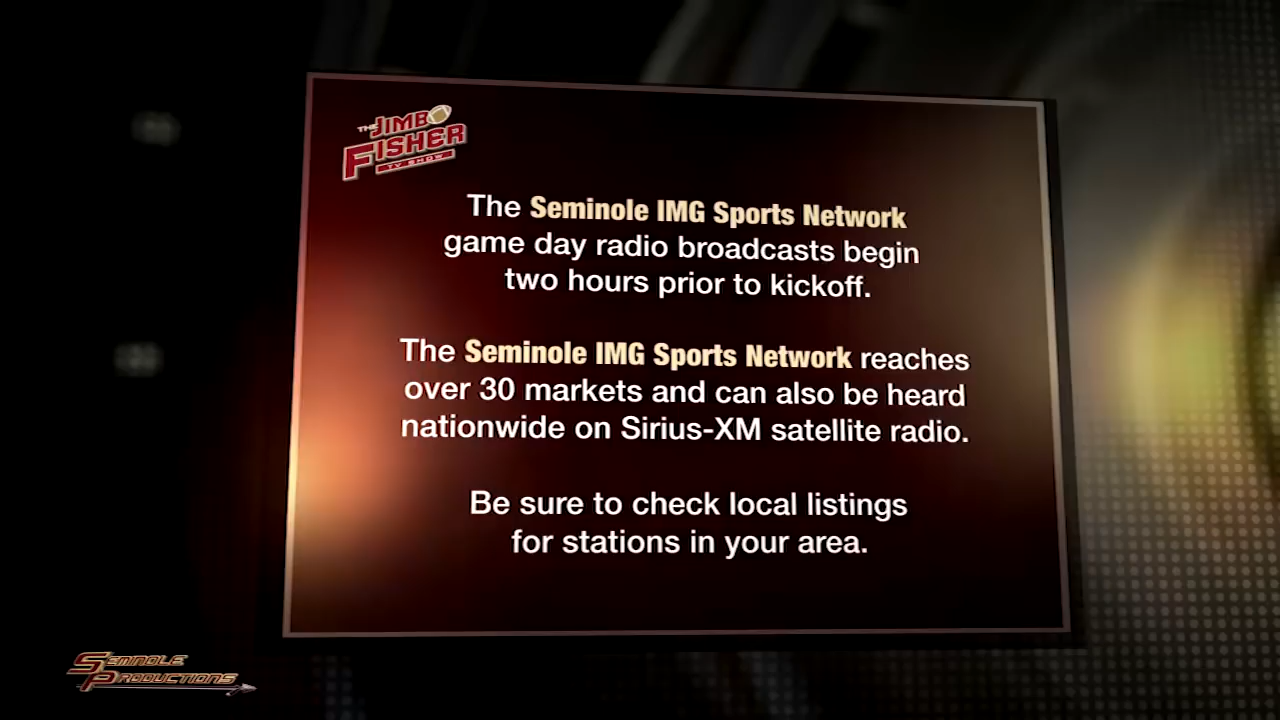 THE JIMBO
FISHER
TV SHOW
The Seminole IMG Sports Network
game day radio broadcasts begin
two hours prior to kickoff.
The Seminole IMG Sports Network reaches
over 30 markets and can also be heard
nationwide on Sirius-XM satellite radio.
Be sure to check local listings
for stations in your area.
SEMINOLE
PRODUCTIONS